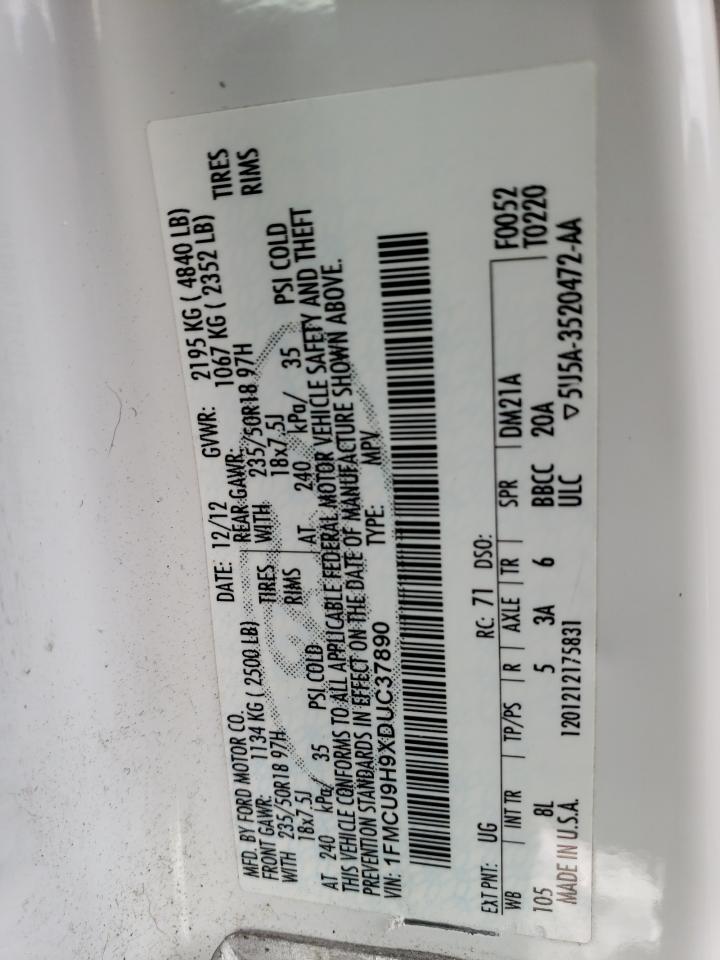 MFD. BY FORD MOTOR CO.
DATE: 12/12 GVWR: 2195 KG ( 4840 LB)
FRONT GAWR: 1134 KG ( 2500 LB) REAR GAWR: 1067 KG ( 2352 LB)
WITH 235/50R18 97H TIRES WITH 235/50R18 97H TIRES
18x7.5J RIMS 18x7.5J RIMS
AT 240 kPa/ 35 PSI COLD AT 240 kPa/ 35 PSI COLD
THIS VEHICLE CONFORMS TO ALL APPLICABLE FEDERAL MOTOR VEHICLE SAFETY AND THEFT
PREVENTION STANDARDS IN EFFECT ON THE DATE OF MANUFACTURE SHOWN ABOVE.
VIN: 1FMCU9H9XDUC37890 TYPE: MPV
EXT PNT: UG RC: 71 DSO: F0052
WB INT TR TP/PS R AXLE TR SPR DM21A T0220
105 8L 5 3A 6 BBCC 20A
MADE IN U.S.A. 1201212175831 ULC ▽5U5A-3520472-AA